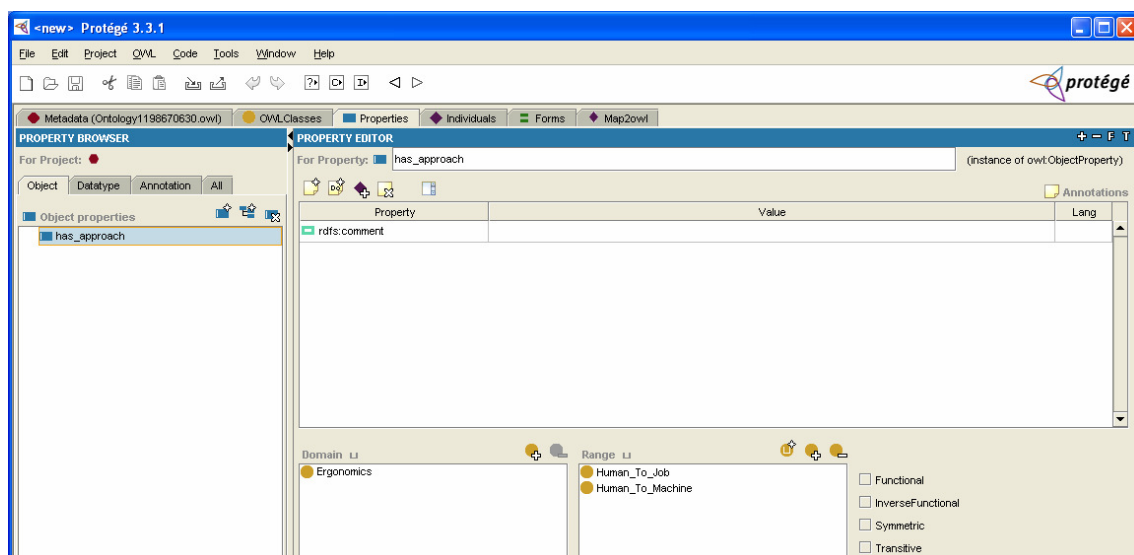 <new> Protégé 3.3.1
File Edit Project OWL Code Tools Window Help
protégé
Metadata (Ontology1198670630.owl) OWLClasses Properties Individuals Forms Map2owl
PROPERTY BROWSER
PROPERTY EDITOR
+ − F T
For Project:
For Property: has_approach (instance of owl:ObjectProperty)
Object Datatype Annotation All
Annotations
Object properties
Property Value Lang
has_approach
rdfs:comment
Domain ⊔
Range ⊔
Ergonomics
Human_To_Job
Human_To_Machine
Functional
InverseFunctional
Symmetric
Transitive